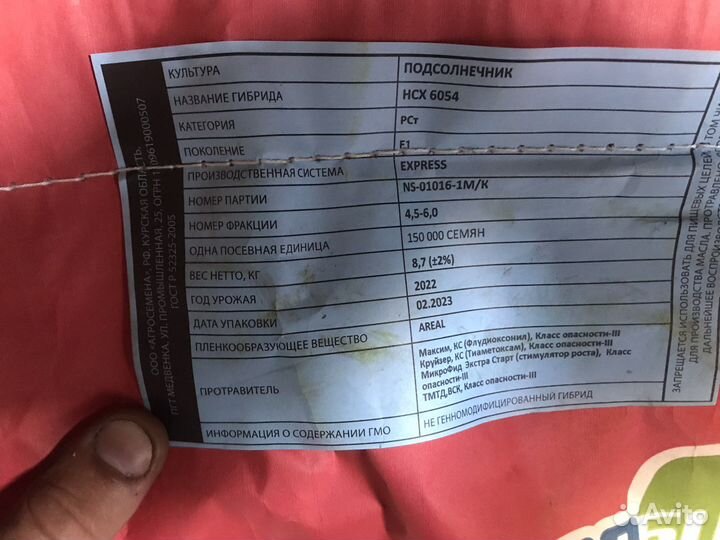 ООО «АГРОСЕМЕНА», РФ, КУРСКАЯ ОБЛАСТЬ,
ПГТ.МЕДВЕНКА, УЛ. ПРОМЫШЛЕННАЯ, 25, ОГРН
ГОСТ Р 52325-2005
КУЛЬТУРА ПОДСОЛНЕЧНИК
НАЗВАНИЕ ГИБРИДА НСХ 6054
КАТЕГОРИЯ РСт
ПОКОЛЕНИЕ F1
ПРОИЗВОДСТВЕННАЯ СИСТЕМА EXPRESS
НОМЕР ПАРТИИ NS-01016-1М/К
НОМЕР ФРАКЦИИ 4,5-6,0
ОДНА ПОСЕВНАЯ ЕДИНИЦА 150 000 СЕМЯН
ВЕС НЕТТО, КГ 8,7 (±2%)
ГОД УРОЖАЯ 2022
ДАТА УПАКОВКИ 02.2023
ПЛЕНКООБРАЗУЮЩЕЕ ВЕЩЕСТВО AREAL
ПРОТРАВИТЕЛЬ
Максим, КС (Флудиоксонил), Класс опасности-III
Круйзер, КС (Тиаметоксам), Класс опасности-III
МикроФид Экстра Старт (стимулятор роста), Класс
опасности-III
ТМТД,ВСК, Класс опасности-III
ИНФОРМАЦИЯ О СОДЕРЖАНИИ ГМО НЕ ГЕННОМОДИФИЦИРОВАННЫЙ ГИБРИД
ЗАПРЕЩАЕТСЯ ИСПОЛЬЗОВАТЬ ДЛЯ ПИЩЕВЫХ ЦЕЛЕЙ, В ТОМ
ДЛЯ ПРОИЗВОДСТВА МАСЛА. ПРОТРАВЛЕНО
ДАЛЬНЕЙШЕЕ
Avito